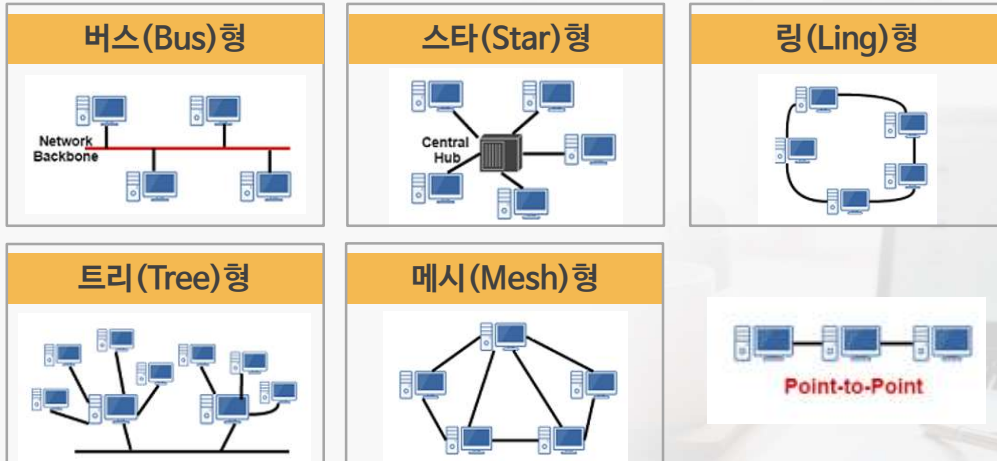 버스(Bus)형
Network
Backbone
스타(Star)형
Central
Hub
링(Ling)형
트리(Tree)형
메시(Mesh)형
Point-to-Point